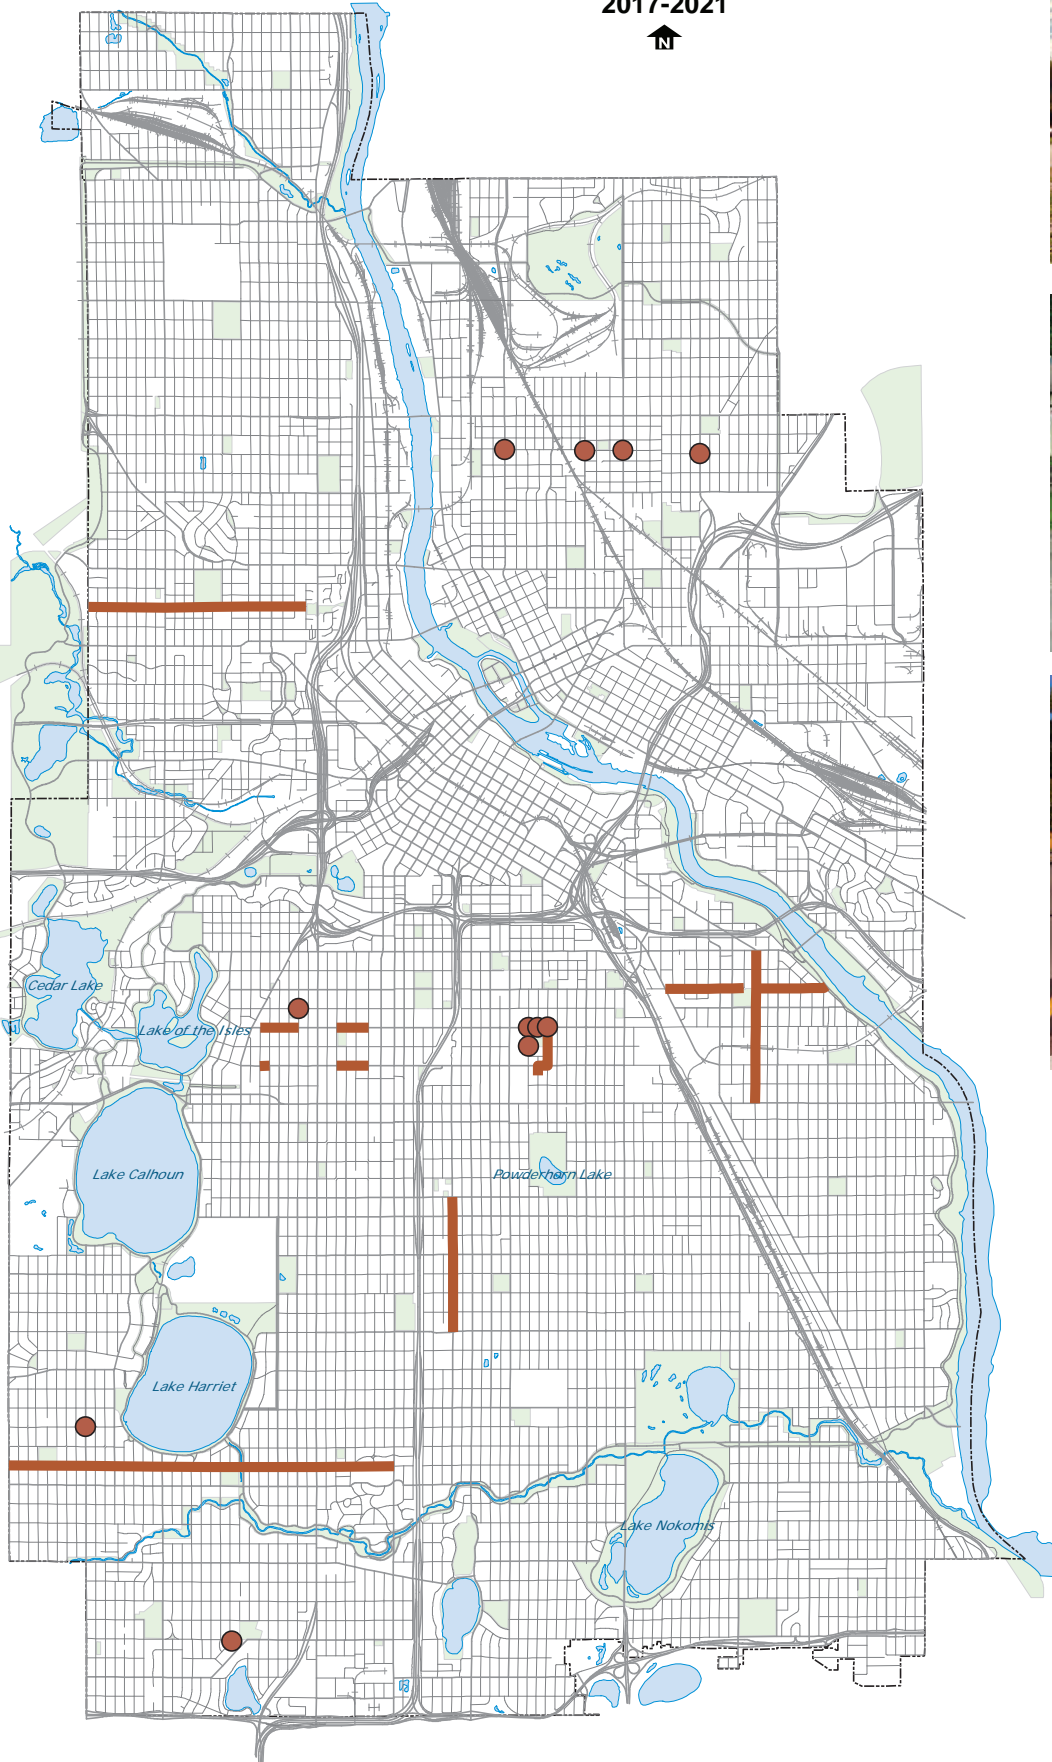 2017-2021
N
Cedar Lake
Lake of the Isles
Lake Calhoun
Powderhorn Lake
Lake Harriet
Lake Nokomis